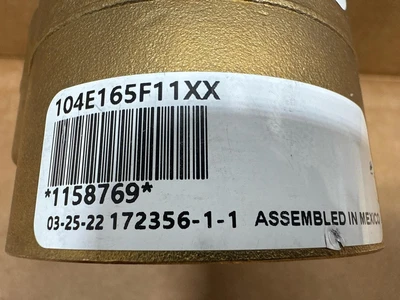 104E165F11XX
*1158769*
03-25-22 172356-1-1 ASSEMBLED IN MEXICO